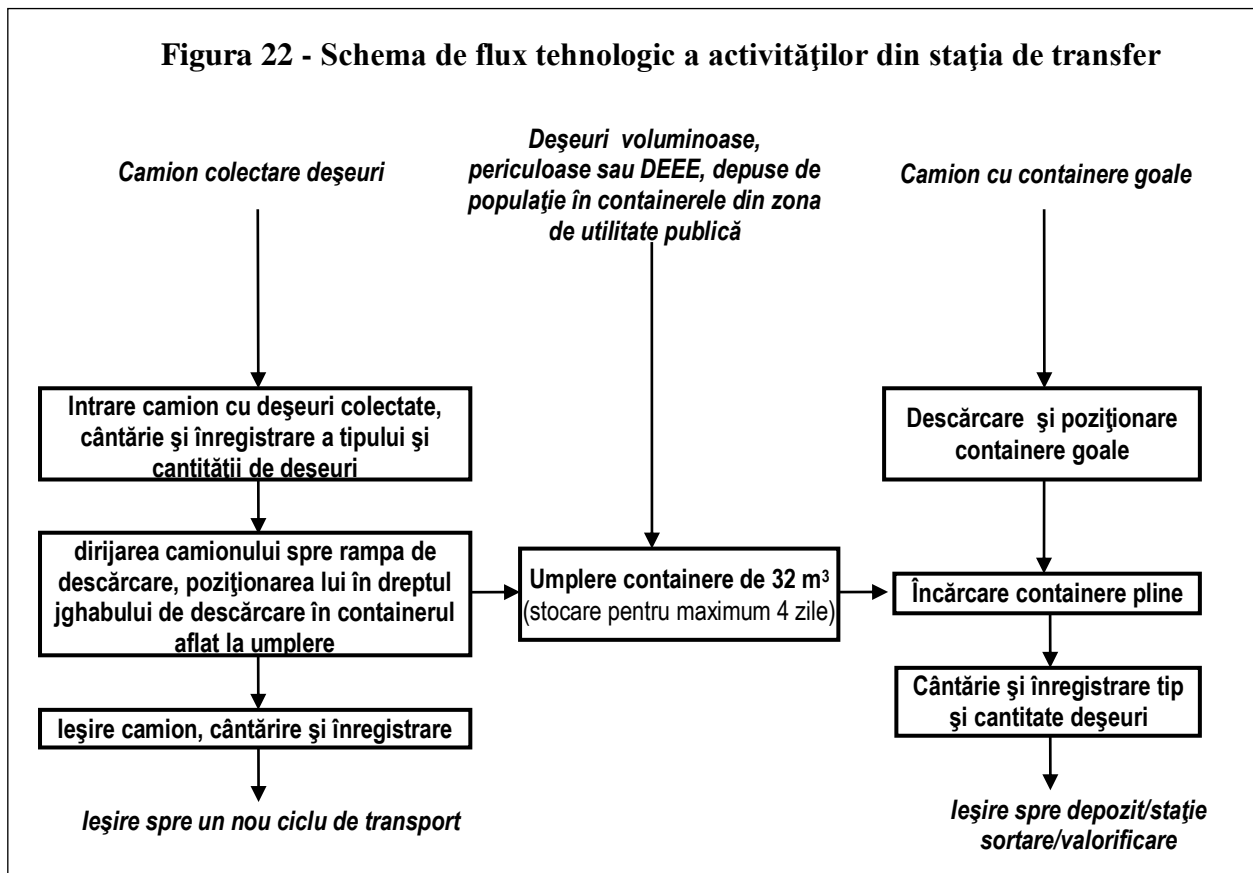 Figura 22 - Schema de flux tehnologic a activităţilor din staţia de transfer
Camion colectare deşeuri
Deşeuri voluminoase,
periculoase sau DEEE, depuse de
populaţie în containerele din zona
de utilitate publică
Camion cu containere goale
Intrare camion cu deşeuri colectate,
cântărie şi înregistrare a tipului şi
cantităţii de deşeuri
Descărcare şi poziţionare
containere goale
dirijarea camionului spre rampa de
descărcare, poziţionarea lui în dreptul
jghabului de descărcare în containerul
aflat la umplere
Umplere containere de 32 m³
(stocare pentru maximum 4 zile)
Încărcare containere pline
Cântărie şi înregistrare tip
şi cantitate deşeuri
Ieşire camion, cântărire şi înregistrare
Ieşire spre un nou ciclu de transport
Ieşire spre depozit/staţie
sortare/valorificare